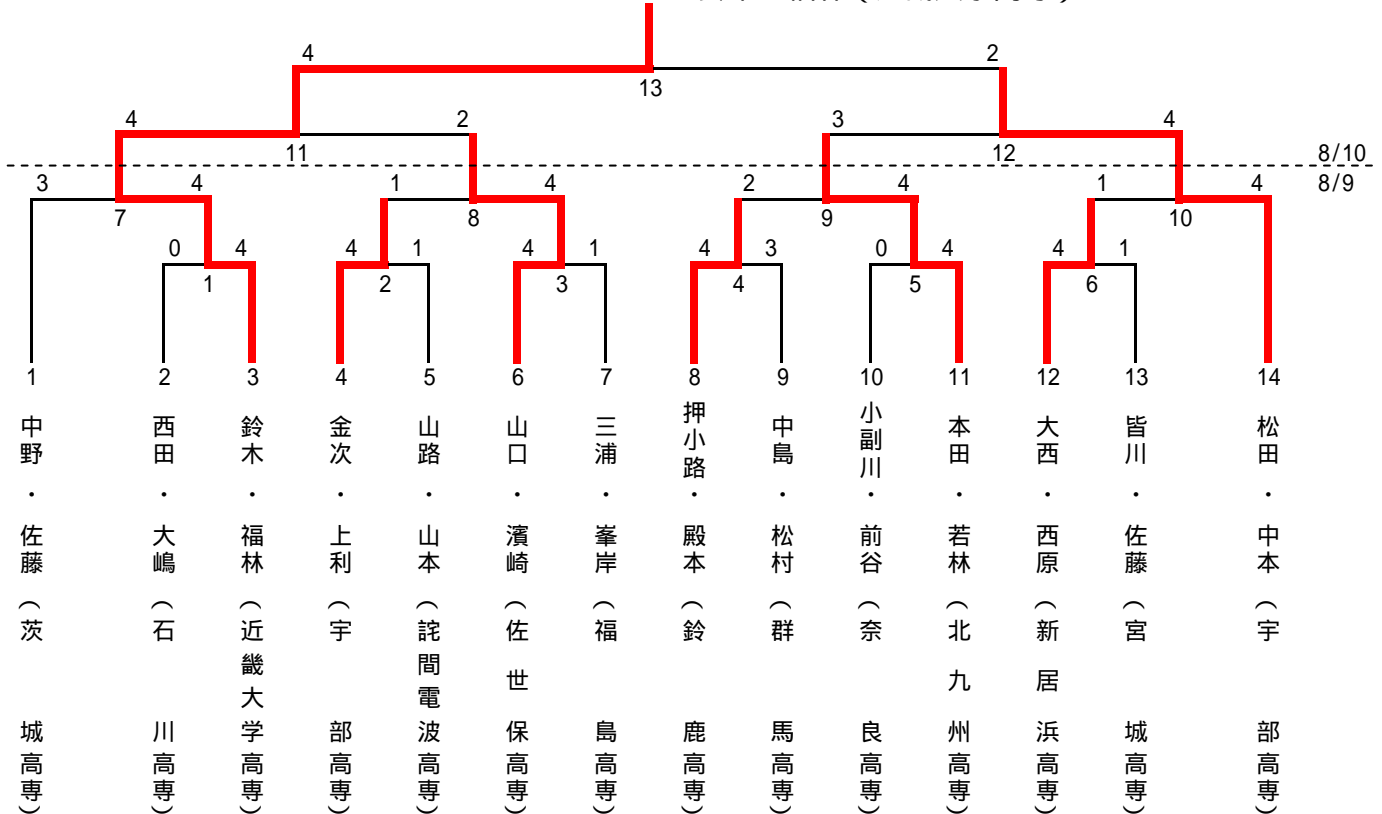 4 2
13
4 2 3 4
11 12
8/10
3 4 1 4 2 4 1 4 8/9
7 8 9 10
0 4 4 1 4 1 4 3 0 4 4 1
1 2 3 4 5 6
1 2 3 4 5 6 7 8 9 10 11 12 13 14
中野・佐藤(茨城高専)
西田・大嶋(石川高専)
鈴木・福林(近畿大学高専)
金次・上利(宇部高専)
山路・山本(詫間電波高専)
山口・濱崎(佐世保高専)
三浦・峯岸(福島高専)
押小路・殿本(鈴鹿高専)
中島・松村(群馬高専)
小副川・前谷(奈良高専)
本田・若林(北九州高専)
大西・西原(新居浜高専)
皆川・佐藤(宮城高専)
松田・中本(宇部高専)